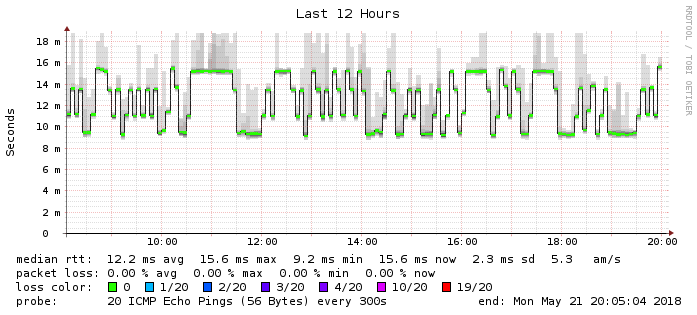 Last 12 Hours
RRDTOOL / TOBI OETIKER
Seconds
18 m
16 m
14 m
12 m
10 m
8 m
6 m
4 m
2 m
0
10:00 12:00 14:00 16:00 18:00 20:00
median rtt: 12.2 ms avg 15.6 ms max 9.2 ms min 15.6 ms now 2.3 ms sd 5.3 am/s
packet loss: 0.00 % avg 0.00 % max 0.00 % min 0.00 % now
loss color: 0 1/20 2/20 3/20 4/20 10/20 19/20
probe: 20 ICMP Echo Pings (56 Bytes) every 300s end: Mon May 21 20:05:04 2018